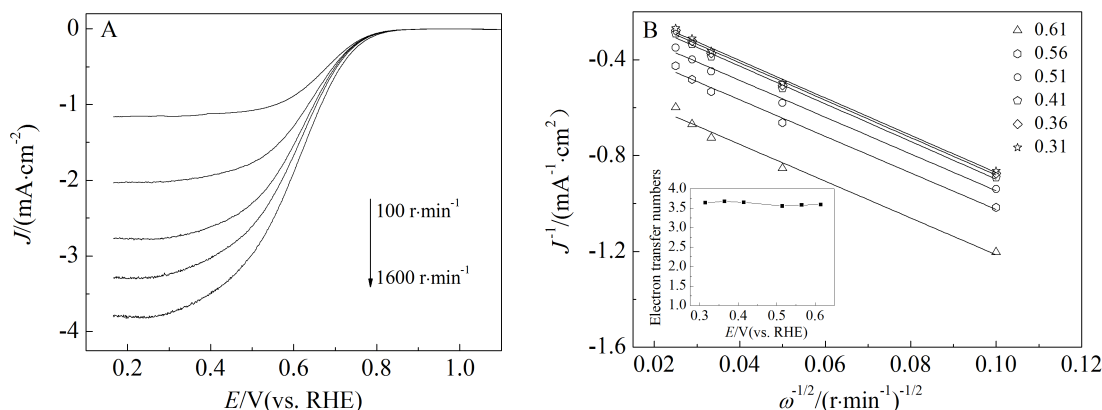 A
0
-1
-2
-3
-4
J/(mA·cm⁻²)
100 r·min⁻¹
1600 r·min⁻¹
0.2 0.4 0.6 0.8 1.0
E/V(vs. RHE)
B
-0.4
-0.8
-1.2
-1.6
J⁻¹/(mA⁻¹·cm²)
0.61
0.56
0.51
0.41
0.36
0.31
4.0
3.5
3.0
2.5
2.0
1.5
1.0
Electron transfer numbers
0.3 0.4 0.5 0.6
E/V(vs. RHE)
0.02 0.04 0.06 0.08 0.10 0.12
ω⁻¹/²/(r·min⁻¹)⁻¹/²